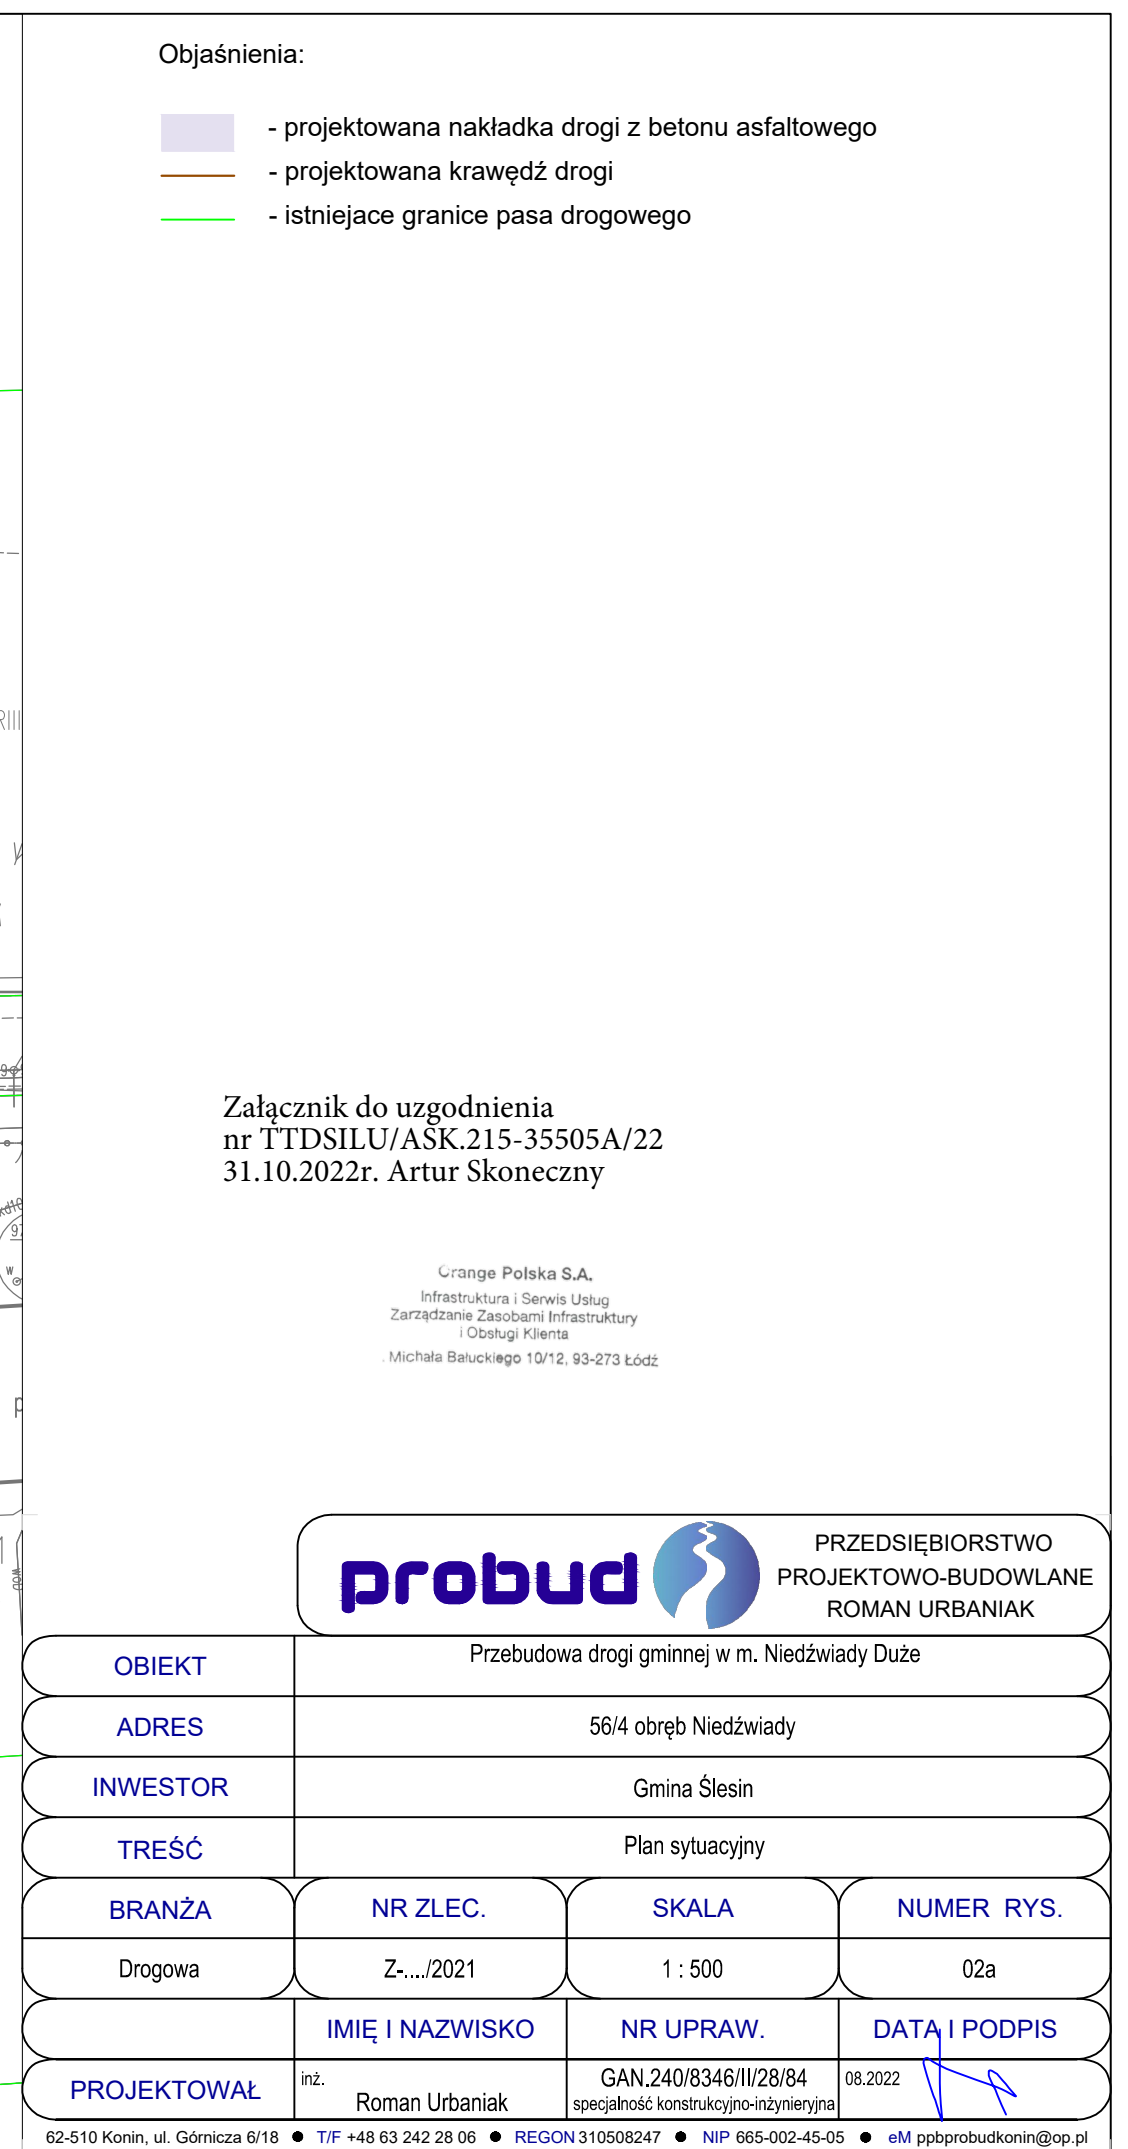 Objaśnienia:
- projektowana nakładka drogi z betonu asfaltowego
- projektowana krawędź drogi
- istniejace granice pasa drogowego
RIII
Załącznik do uzgodnienia
nr TTDSILU/ASK.215-35505A/22
31.10.2022r. Artur Skoneczny
Orange Polska S.A.
Infrastruktura i Serwis Usług
Zarządzanie Zasobami Infrastruktury
i Obsługi Klienta
. Michała Bałuckiego 10/12, 93-273 Łódź
probud
PRZEDSIĘBIORSTWO
PROJEKTOWO-BUDOWLANE
ROMAN URBANIAK
OBIEKT Przebudowa drogi gminnej w m. Niedźwiady Duże
ADRES 56/4 obręb Niedźwiady
INWESTOR Gmina Ślesin
TREŚĆ Plan sytuacyjny
BRANŻA NR ZLEC. SKALA NUMER RYS.
Drogowa Z-..../2021 1 : 500 02a
IMIĘ I NAZWISKO NR UPRAW. DATA I PODPIS
PROJEKTOWAŁ inż. Roman Urbaniak GAN.240/8346/II/28/84 08.2022
specjalność konstrukcyjno-inżynieryjna
62-510 Konin, ul. Górnicza 6/18 ● T/F +48 63 242 28 06 ● REGON 310508247 ● NIP 665-002-45-05 ● eM ppbprobudkonin@op.pl